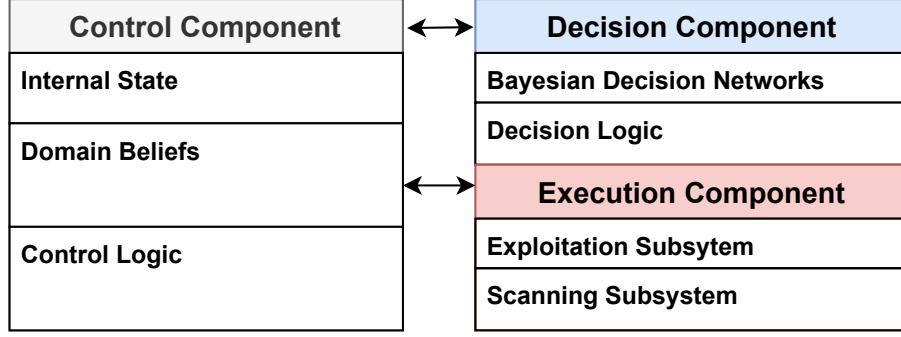 Control Component
Internal State
Domain Beliefs
Control Logic
Decision Component
Bayesian Decision Networks
Decision Logic
Execution Component
Exploitation Subsytem
Scanning Subsystem